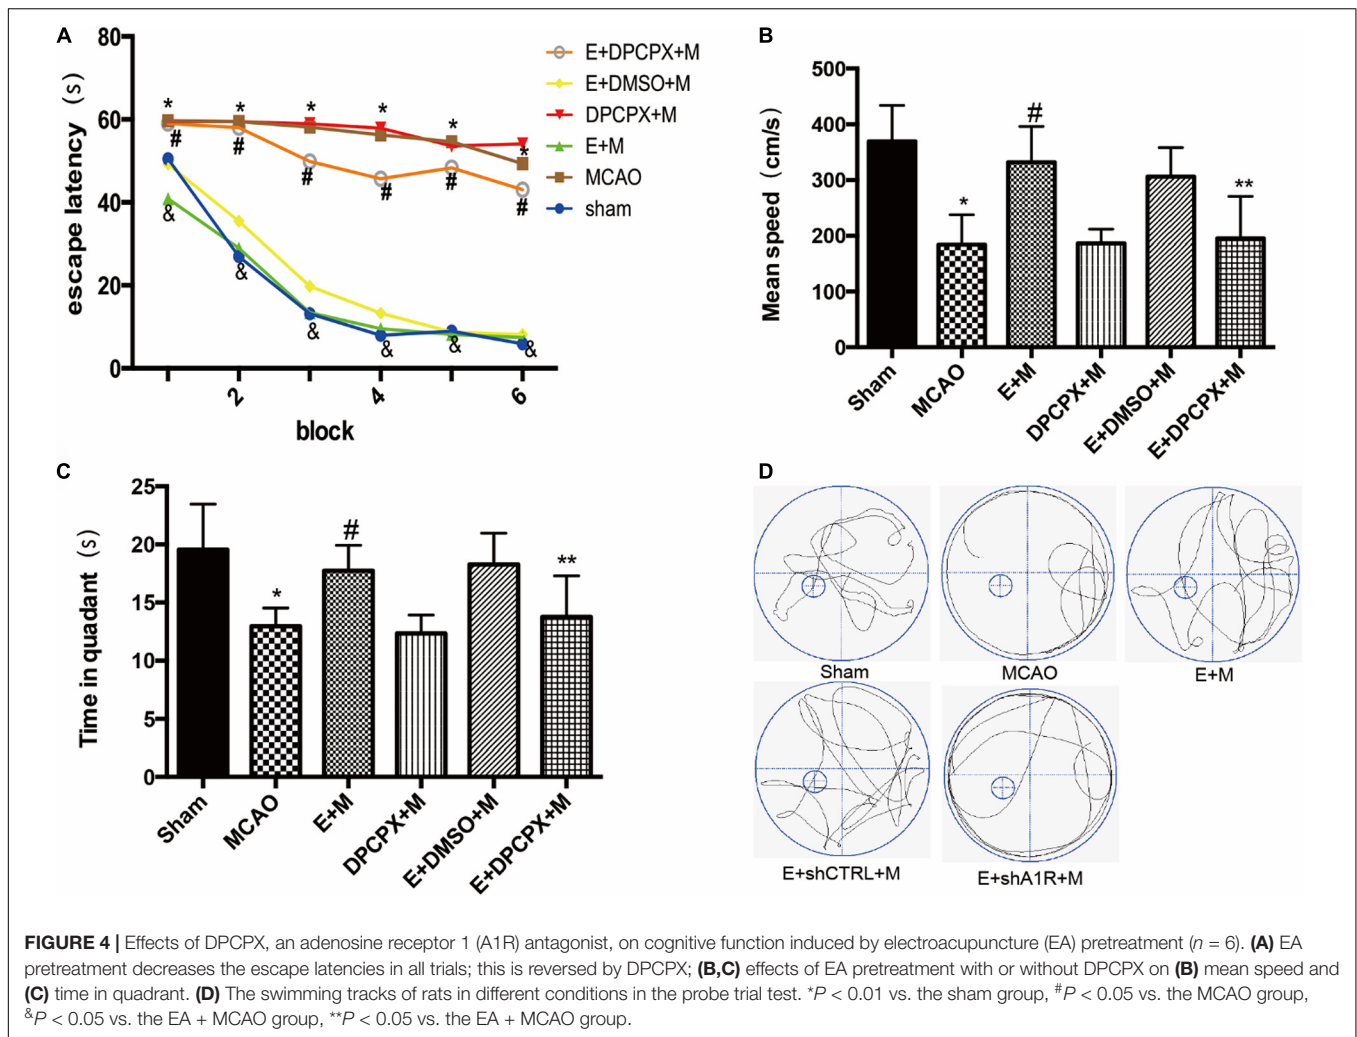 A
80
60
40
20
0
escape latency (s)
2
4
6
block
* * * * * *
# # # # # #
& & & & & &
E+DPCPX+M
E+DMSO+M
DPCPX+M
E+M
MCAO
sham
B
500
400
300
200
100
0
Mean speed (cm/s)
*
#
**
Sham
MCAO
E+M
DPCPX+M
E+DMSO+M
E+DPCPX+M
C
25
20
15
10
5
0
Time in quadant (s)
*
#
**
Sham
MCAO
E+M
DPCPX+M
E+DMSO+M
E+DPCPX+M
D
Sham
MCAO
E+M
E+shCTRL+M
E+shA1R+M
FIGURE 4 | Effects of DPCPX, an adenosine receptor 1 (A1R) antagonist, on cognitive function induced by electroacupuncture (EA) pretreatment (n = 6). (A) EA
pretreatment decreases the escape latencies in all trials; this is reversed by DPCPX; (B,C) effects of EA pretreatment with or without DPCPX on (B) mean speed and
(C) time in quadrant. (D) The swimming tracks of rats in different conditions in the probe trial test. *P < 0.01 vs. the sham group, #P < 0.05 vs. the MCAO group,
&P < 0.05 vs. the EA + MCAO group, **P < 0.05 vs. the EA + MCAO group.